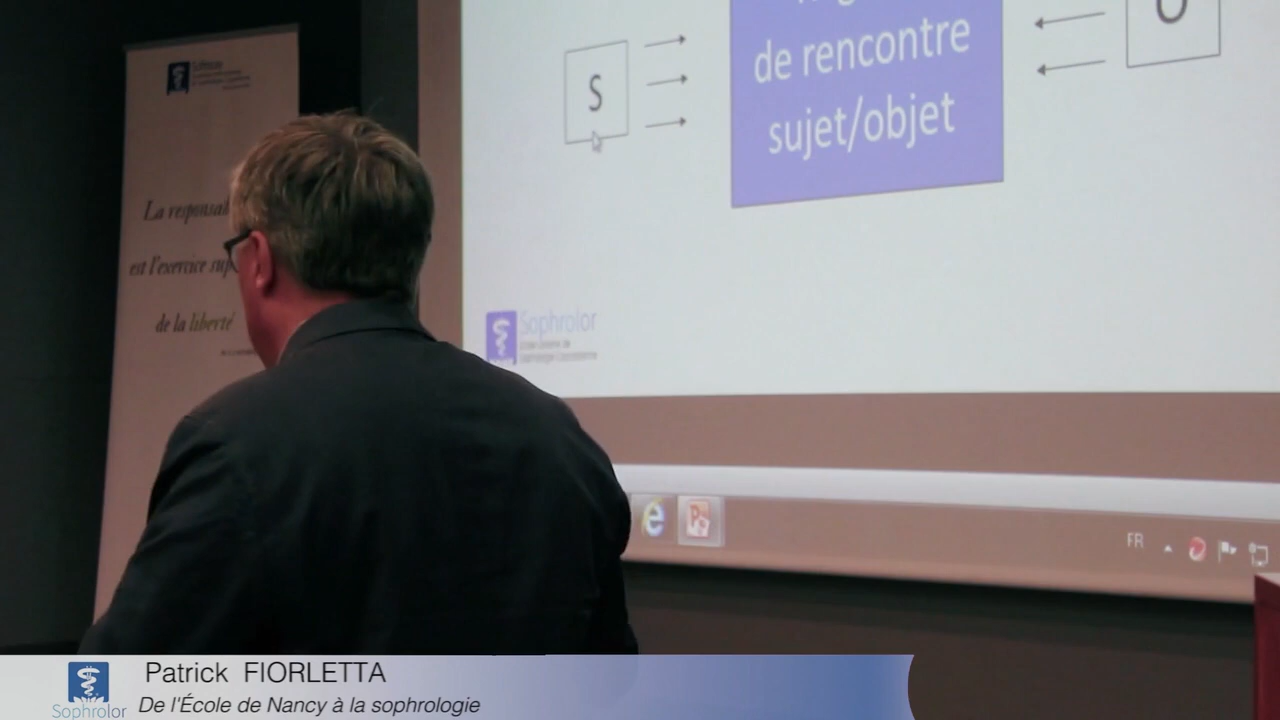 de rencontre
sujet/objet
S
O
La responsa
est l'exercice sup
de la liberté
Sophrolor
FR
Patrick FIORLETTA
De l'École de Nancy à la sophrologie
Sophrolor